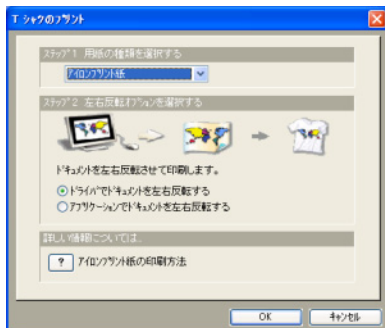 T シャツのプリント
ステップ 1 用紙の種類を選択する
アイロンプリント紙
ステップ 2 左右反転オプションを選択する
ドキュメントを左右反転させて印刷します。
ドライバでドキュメントを左右反転する
アプリケーションでドキュメントを左右反転する
詳しい情報については...
? アイロンプリント紙の印刷方法
OK キャンセル